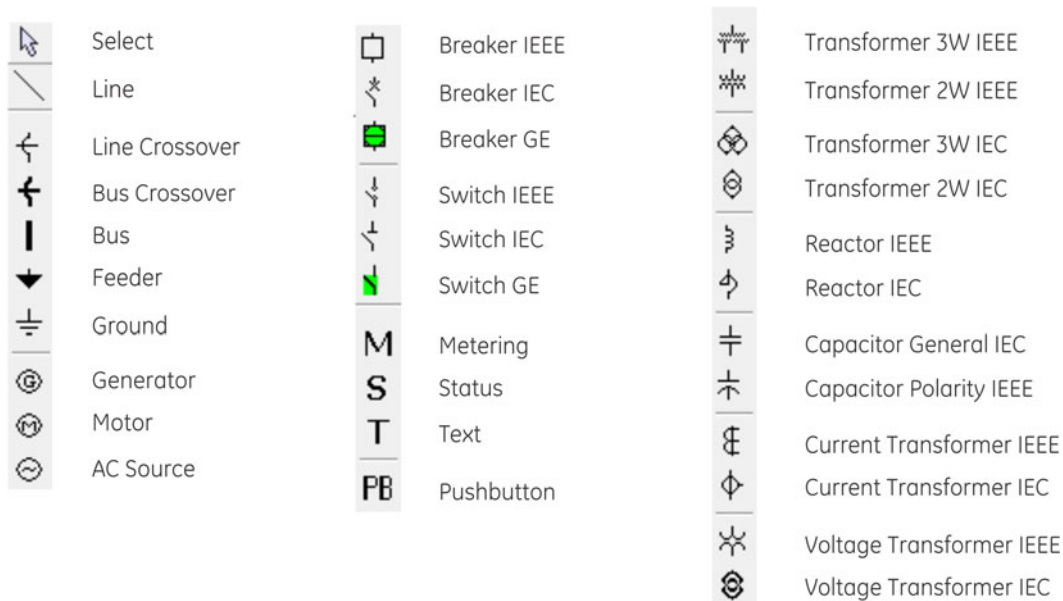 Select
Line
Line Crossover
Bus Crossover
Bus
Feeder
Ground
G Generator
M Motor
AC Source
Breaker IEEE
Breaker IEC
Breaker GE
Switch IEEE
Switch IEC
Switch GE
M Metering
S Status
T Text
PB Pushbutton
Transformer 3W IEEE
Transformer 2W IEEE
Transformer 3W IEC
Transformer 2W IEC
Reactor IEEE
Reactor IEC
Capacitor General IEC
Capacitor Polarity IEEE
Current Transformer IEEE
Current Transformer IEC
Voltage Transformer IEEE
Voltage Transformer IEC